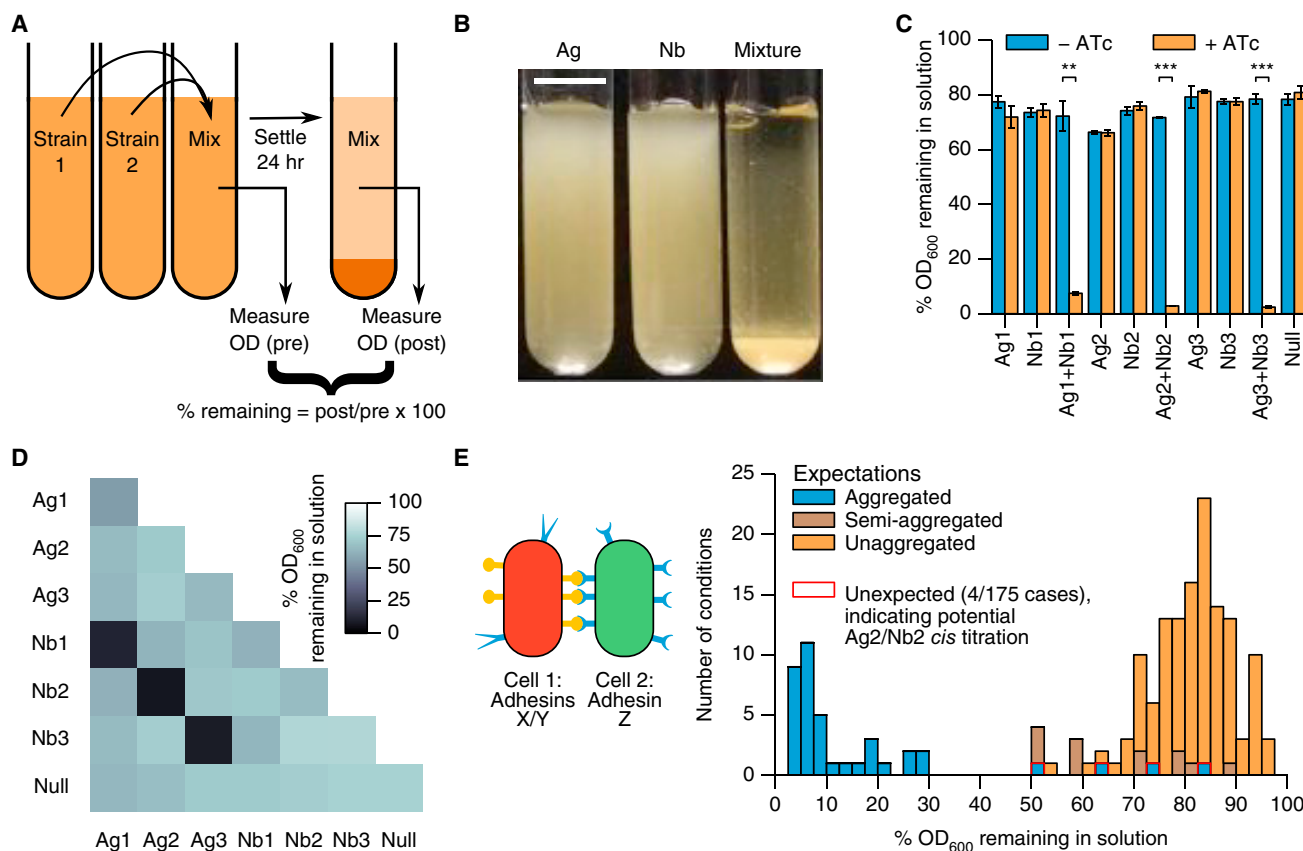 A
Strain
1
Strain
2
Mix
Settle
24 hr
Mix
Measure
OD (pre)
Measure
OD (post)
% remaining = post/pre x 100
B
Ag
Nb
Mixture
C
% OD600 remaining in solution
100
80
60
40
20
0
– ATc
+ ATc
**
***
***
Ag1
Nb1
Ag1+Nb1
Ag2
Nb2
Ag2+Nb2
Ag3
Nb3
Ag3+Nb3
Null
D
Ag1
Ag2
Ag3
Nb1
Nb2
Nb3
Null
Ag1
Ag2
Ag3
Nb1
Nb2
Nb3
Null
% OD600
remaining in solution
100
75
50
25
0
E
Cell 1:
Adhesins
X/Y
Cell 2:
Adhesin
Z
Number of conditions
25
20
15
10
5
0
Expectations
Aggregated
Semi-aggregated
Unaggregated
Unexpected (4/175 cases),
indicating potential
Ag2/Nb2 cis titration
0
10
20
30
40
50
60
70
80
90
100
% OD600 remaining in solution